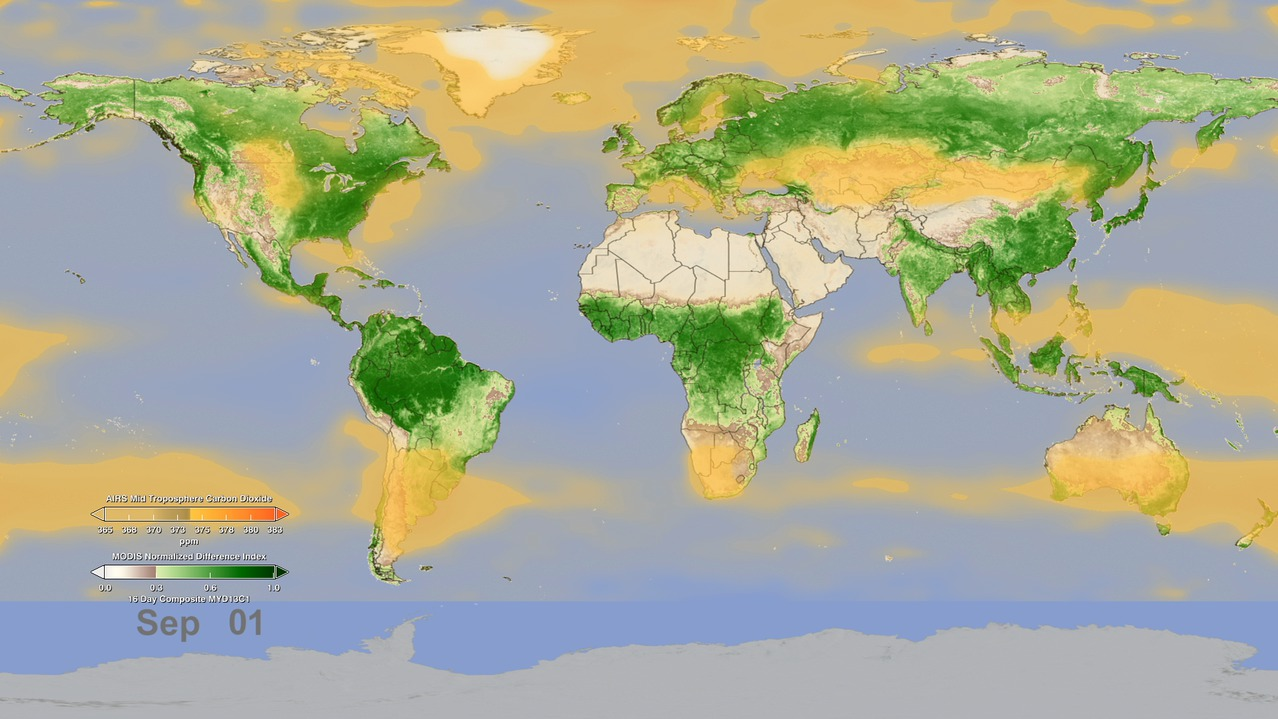 AIRS Mid Troposphere Carbon Dioxide
365 368 370 373 375 378 380 383
ppm
MODIS Normalized Difference Index
0.0 0.3 0.6 1.0
16 Day Composite MYD13C1
Sep 01